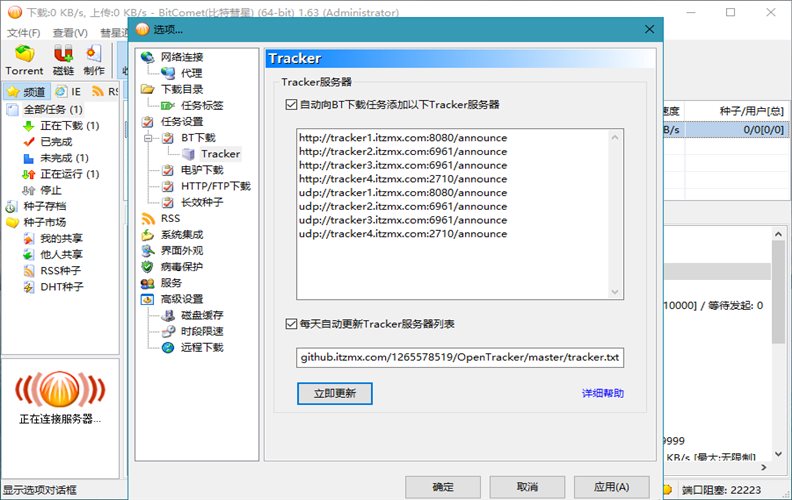 下载:0 KB/s, 上传:0 KB/s - BitComet(比特彗星) (64-bit) 1.63 (Administrator)
文件(F) 查看(V) 彗星
Torrent 磁链 制作
频道 IE RS
全部任务 (1)
正在下载 (1)
已完成
未完成 (1)
正在运行 (1)
停止
种子存档
种子市场
我的共享
他人共享
RSS种子
DHT种子
正在连接服务器...
显示选项对话框
选项...
网络连接
代理
下载目录
任务标签
任务设置
BT下载
Tracker
电驴下载
HTTP/FTP下载
长效种子
RSS
系统集成
界面外观
病毒保护
服务
高级设置
磁盘缓存
时段限速
远程下载
Tracker
Tracker服务器
自动向BT下载任务添加以下Tracker服务器
http://tracker1.itzmx.com:8080/announce
http://tracker2.itzmx.com:6961/announce
http://tracker3.itzmx.com:6961/announce
http://tracker4.itzmx.com:2710/announce
udp://tracker1.itzmx.com:8080/announce
udp://tracker2.itzmx.com:6961/announce
udp://tracker3.itzmx.com:6961/announce
udp://tracker4.itzmx.com:2710/announce
每天自动更新Tracker服务器列表
github.itzmx.com/1265578519/OpenTracker/master/tracker.txt
立即更新 详细帮助
确定 取消 应用(A)
速度 种子/用户[总]
B/s 0/0[0/0]
10000] / 等待发起: 0
9999
KB/s [最大:无限制]
端口阻塞: 22223